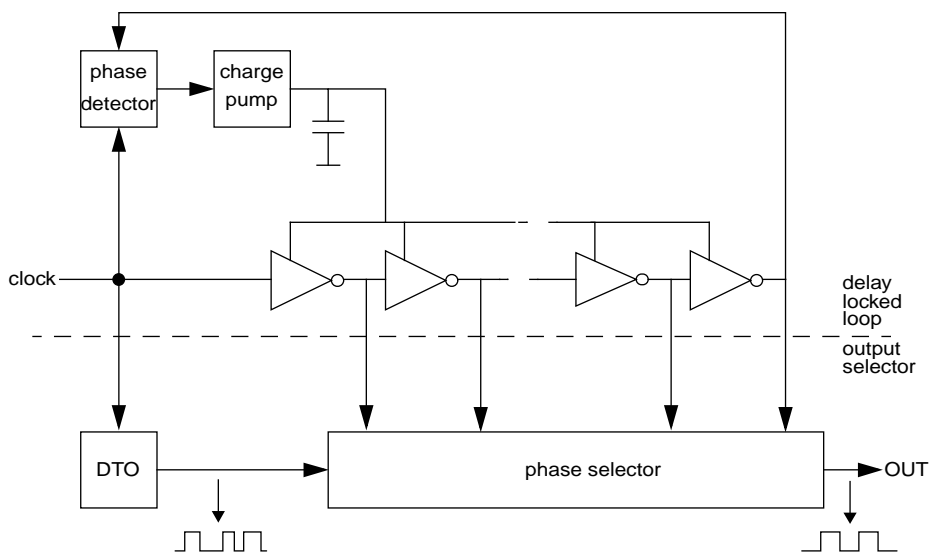 phase
detector
charge
pump
clock
delay
locked
loop
output
selector
DTO
phase selector
OUT